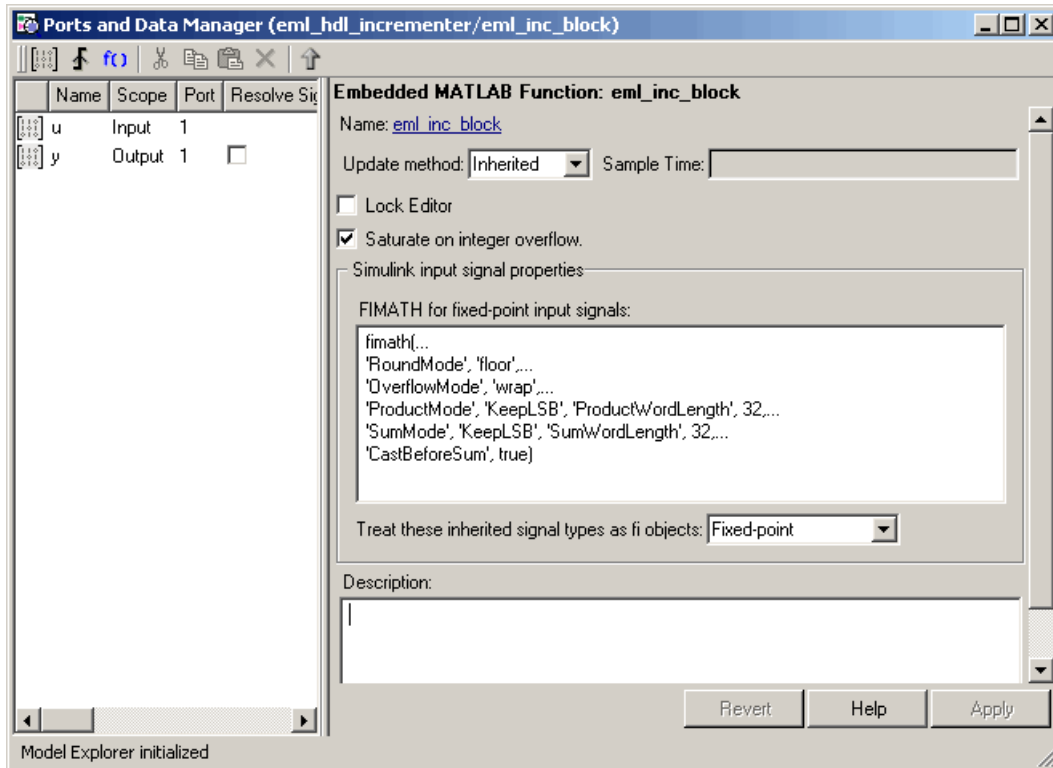 Ports and Data Manager (eml_hdl_incrementer/eml_inc_block)
f()
Name Scope Port Resolve Sig
u Input 1
y Output 1
Embedded MATLAB Function: eml_inc_block
Name: eml_inc_block
Update method: Inherited Sample Time:
Lock Editor
Saturate on integer overflow.
Simulink input signal properties
FIMATH for fixed-point input signals:
fimath(...
'RoundMode', 'floor',...
'OverflowMode', 'wrap',...
'ProductMode', 'KeepLSB', 'ProductWordLength', 32,...
'SumMode', 'KeepLSB', 'SumWordLength', 32,...
'CastBeforeSum', true)
Treat these inherited signal types as fi objects: Fixed-point
Description:
Revert Help Apply
Model Explorer initialized